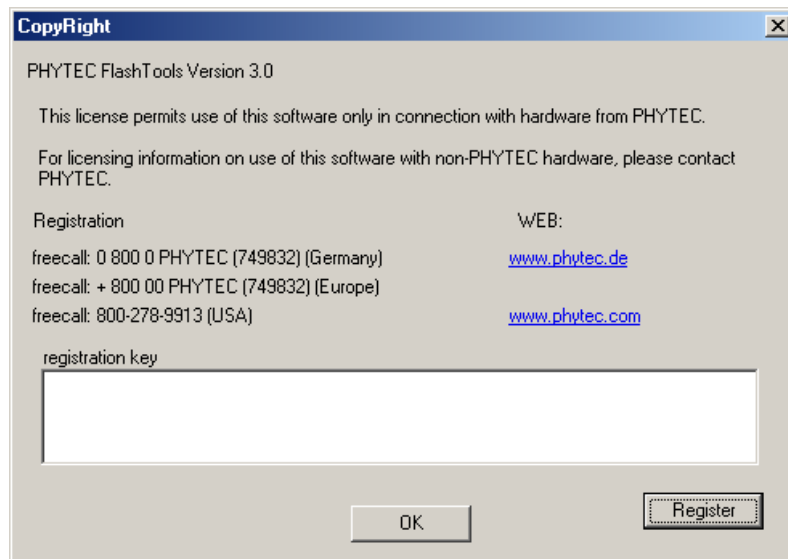 CopyRight
PHYTEC FlashTools Version 3.0
This license permits use of this software only in connection with hardware from PHYTEC.
For licensing information on use of this software with non-PHYTEC hardware, please contact
PHYTEC.
Registration WEB:
freecall: 0 800 0 PHYTEC (749832) (Germany) www.phytec.de
freecall: + 800 00 PHYTEC (749832) (Europe)
freecall: 800-278-9913 (USA) www.phytec.com
registration key
OK
Register